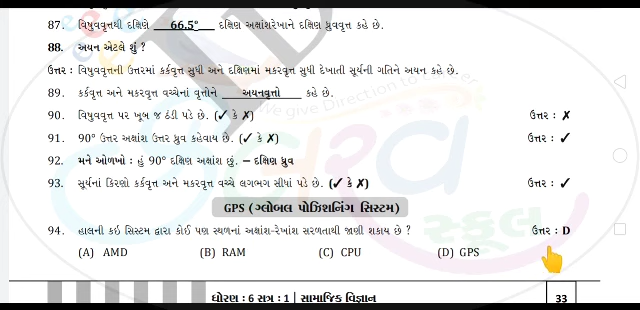 87. વિષુવવૃત્તથી દક્ષિણે 66.5° દક્ષિણ અક્ષાંશરેખાને દક્ષિણ ધ્રુવવૃત્ત કહે છે.
88. અયન એટલે શું ?
ઉત્તર : વિષુવવૃત્તની ઉત્તરમાં કર્કવૃત્ત સુધી અને દક્ષિણમાં મકરવૃત્ત સુધી દેખાતી સૂર્યની ગતિને અયન કહે છે.
89. કર્કવૃત્ત અને મકરવૃત્ત વચ્ચેનાં વૃત્તોને અયનવૃત્તો કહે છે.
90. વિષુવવૃત્ત પર ખૂબ જ ઠંડી પડે છે. (✓ કે ✗) ઉત્તર : ✗
91. 90° ઉત્તર અક્ષાંશ ઉત્તર ધ્રુવ કહેવાય છે. (✓ કે ✗) ઉત્તર : ✓
92. મને ઓળખો : હું 90° દક્ષિણ અક્ષાંશ છું. – દક્ષિણ ધ્રુવ
93. સૂર્યનાં કિરણો કર્કવૃત્ત અને મકરવૃત્ત વચ્ચે લગભગ સીધાં પડે છે. (✓ કે ✗) ઉત્તર : ✓
GPS (ગ્લોબલ પોઝિશનિંગ સિસ્ટમ)
94. હાલની કઇ સિસ્ટમ દ્વારા કોઈ પણ સ્થળનાં અક્ષાંશ-રેખાંશ સરળતાથી જાણી શકાય છે ? ઉત્તર : D
(A) AMD (B) RAM (C) CPU (D) GPS
ધોરણ : 6 સત્ર : 1 | સામાજિક વિજ્ઞાન 33